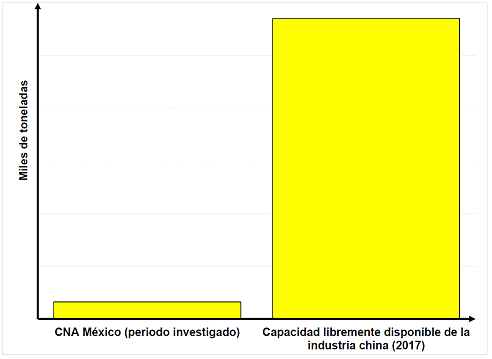 Miles de toneladas
CNA México (periodo investigado)
Capacidad libremente disponible de la
industria china (2017)